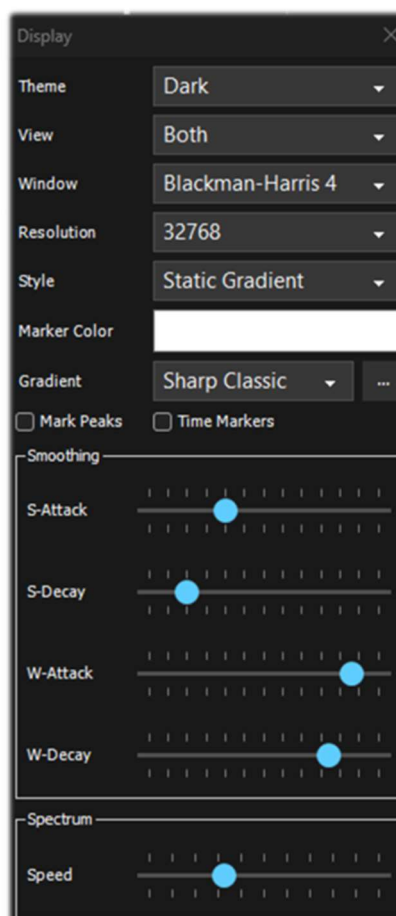 Display
Theme Dark
View Both
Window Blackman-Harris 4
Resolution 32768
Style Static Gradient
Marker Color
Gradient Sharp Classic ...
Mark Peaks Time Markers
Smoothing
S-Attack
S-Decay
W-Attack
W-Decay
Spectrum
Speed